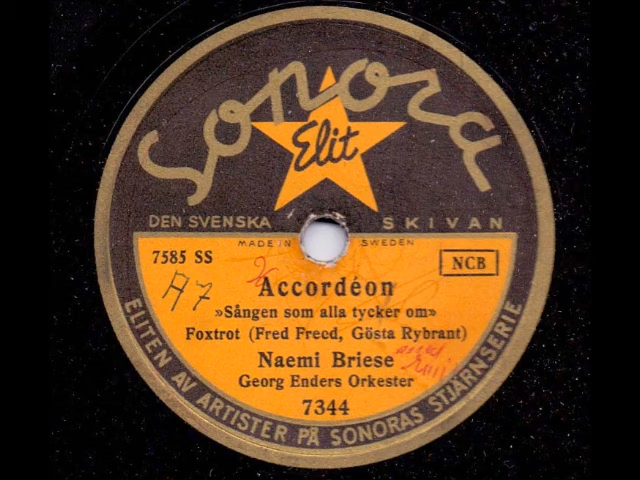 Sonora
Elit
DEN SVENSKA SKIVAN
MADE IN SWEDEN
7585 SS
NCB
A7
Accordéon
»Sången som alla tycker om»
Foxtrot (Fred Freed, Gösta Rybrant)
Naemi Briese
Georg Enders Orkester
7344
ELITEN AV ARTISTER PÅ SONORAS STJÄRNSERIE